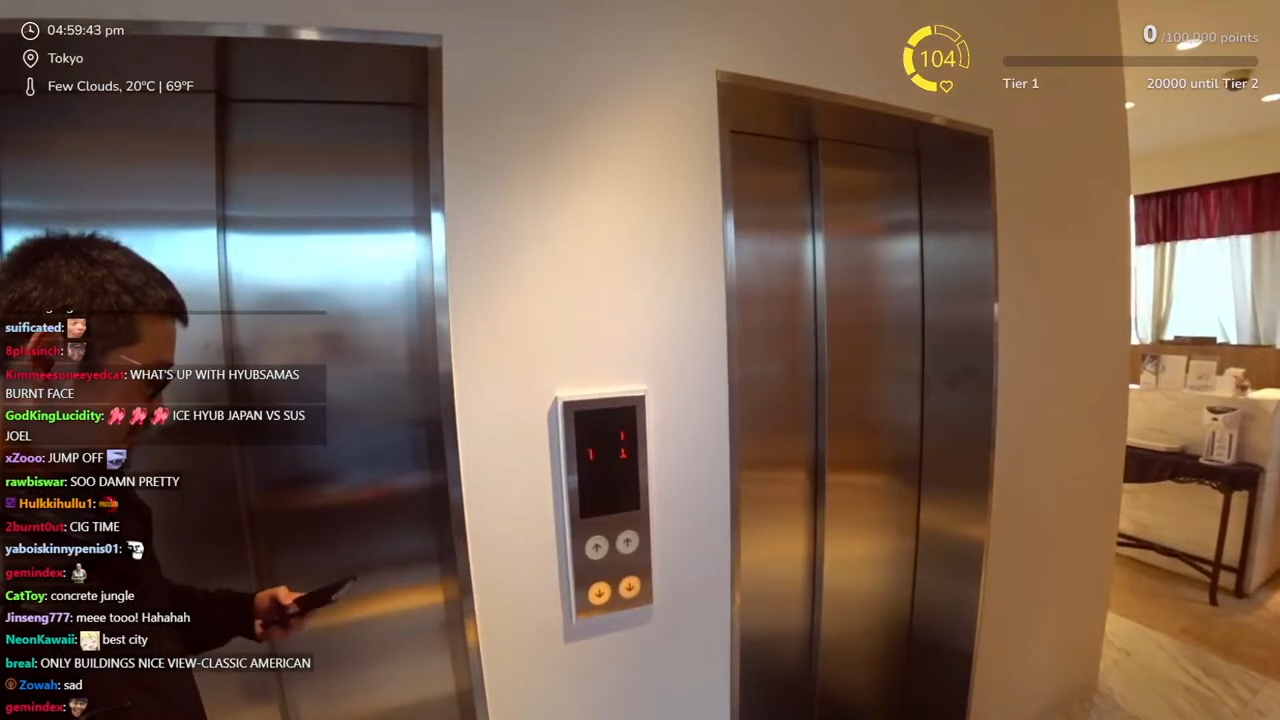 04:59:43 pm
Tokyo
Few Clouds, 20°C | 69°F
104
0 /100,000 points
Tier 1
20000 until Tier 2
suificated:
8plusinch:
Kimmeesoneeyedcat: WHAT'S UP WITH HYUBSAMAS
BURNT FACE
GodKingLucidity: ICE HYUB JAPAN VS SUS
JOEL
xZooo: JUMP OFF
rawbiswar: SOO DAMN PRETTY
Hulkkihullu1:
2burnt0ut: CIG TIME
yaboiskinnypenis01:
gemindex:
CatToy: concrete jungle
Jinseng777: meee tooo! Hahahah
NeonKawaii: best city
breal: ONLY BUILDINGS NICE VIEW-CLASSIC AMERICAN
Zowah: sad
gemindex: